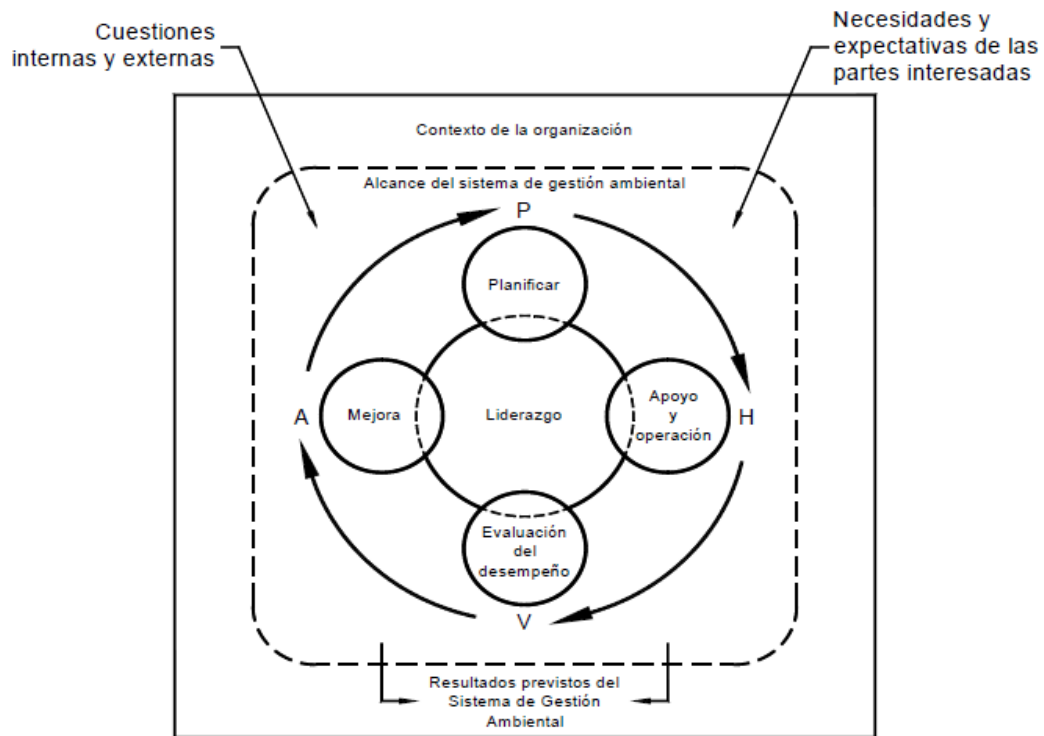 Cuestiones
internas y externas
Necesidades y
expectativas de las
partes interesadas
Contexto de la organización
Alcance del sistema de gestión ambiental
P
Planificar
A
Mejora
Liderazgo
Apoyo
y
operación
H
Evaluación
del
desempeño
V
Resultados previstos del
Sistema de Gestión
Ambiental